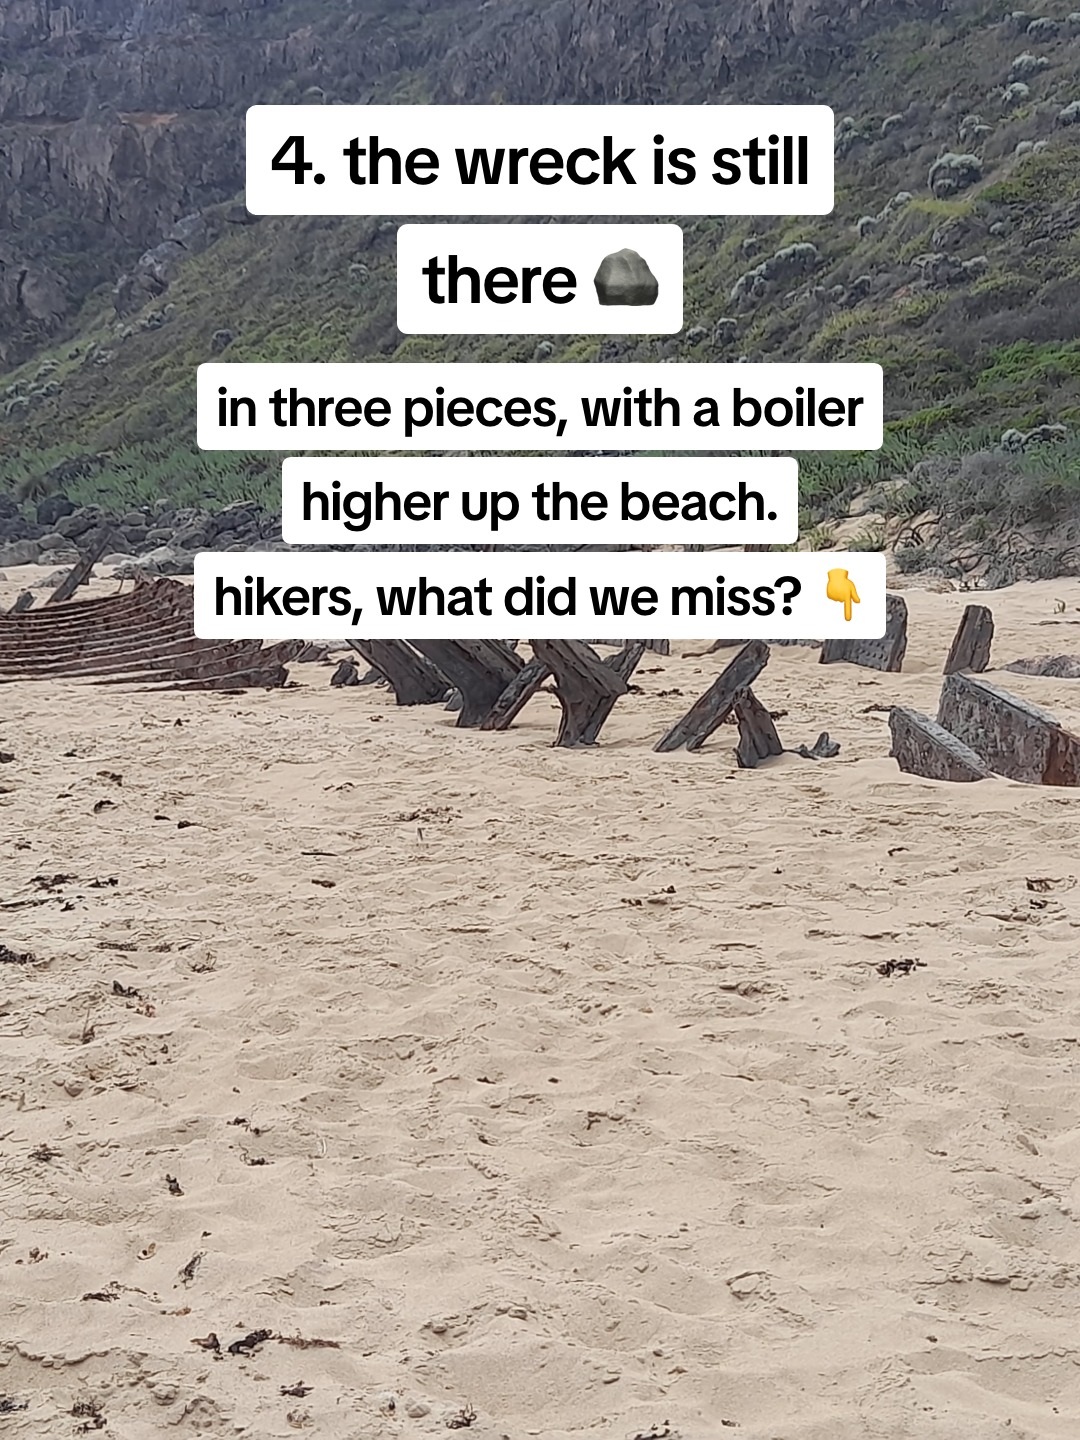 4. the wreck is still
there 🪨
in three pieces, with a boiler
higher up the beach.
hikers, what did we miss? 👇